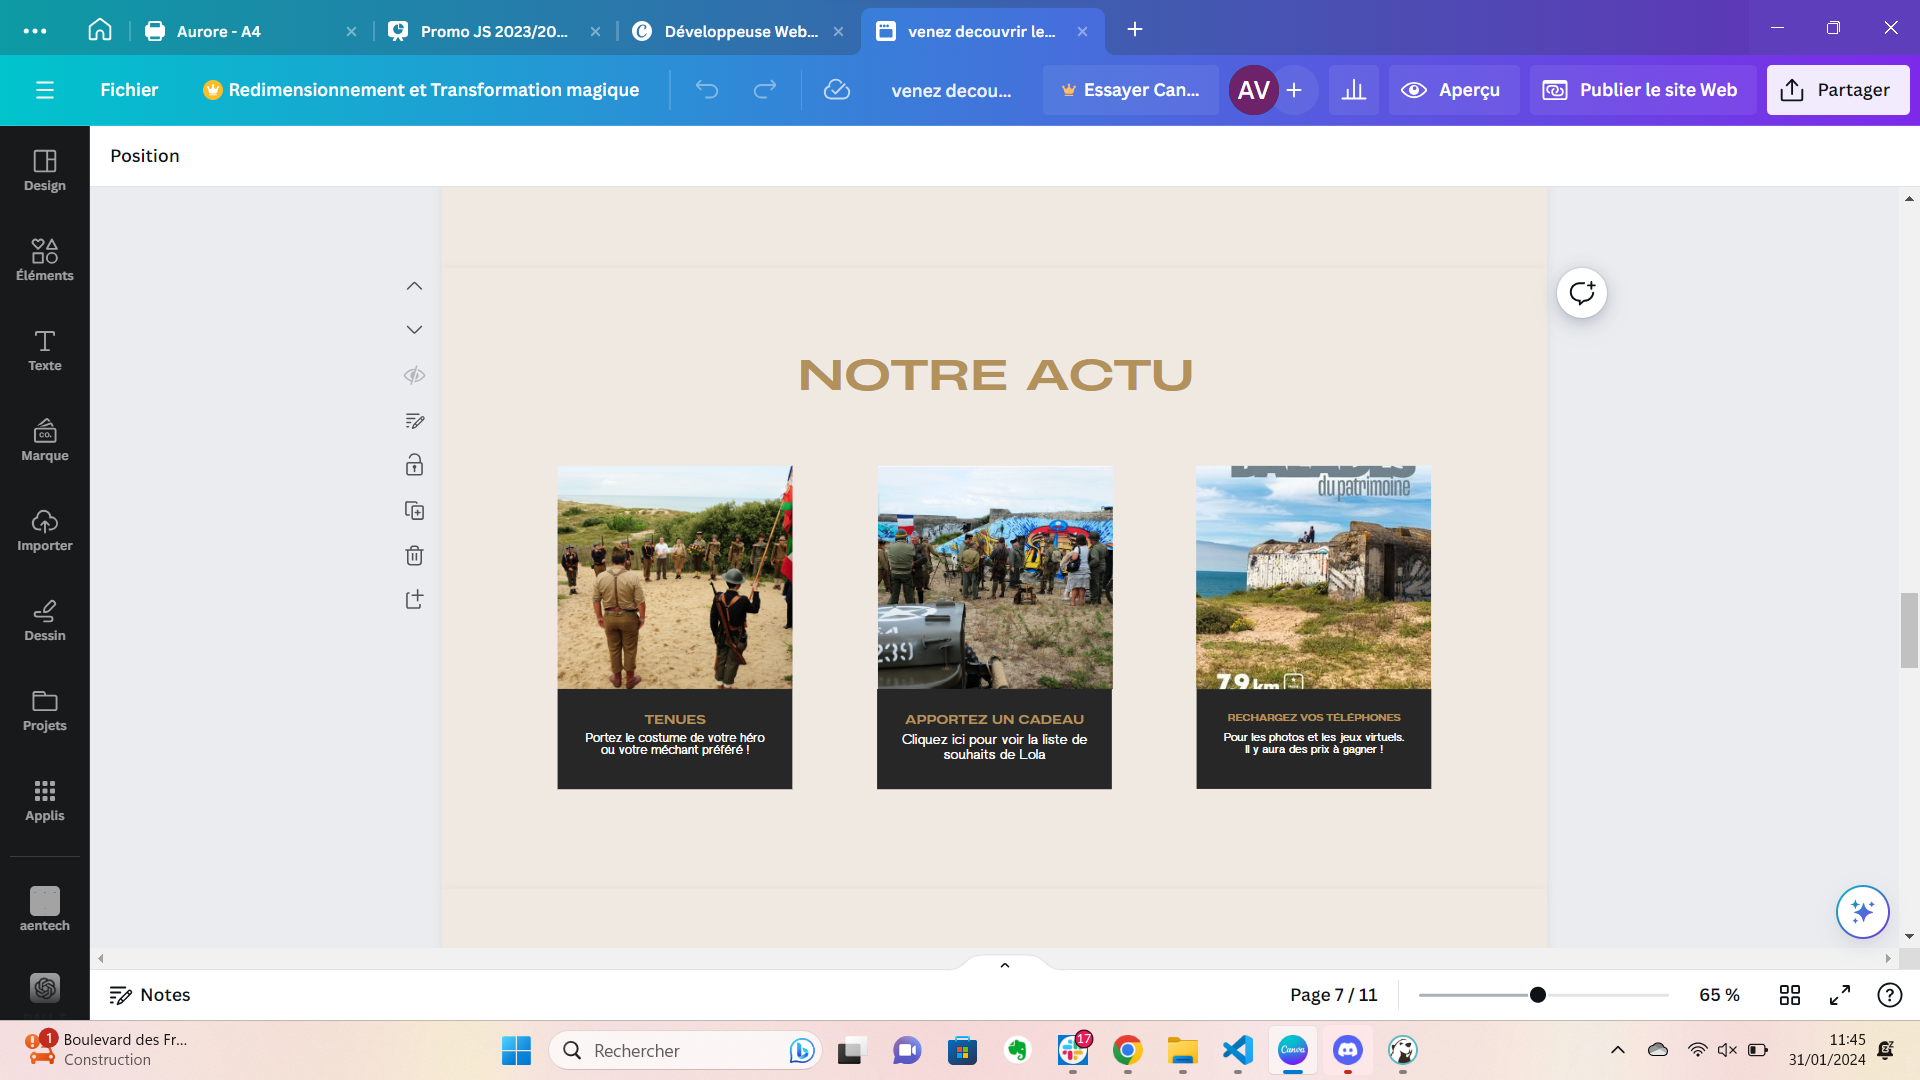 Aurore - A4
Promo JS 2023/20...
Développeuse Web...
venez decouvrir le...
Fichier
Redimensionnement et Transformation magique
venez decou...
Essayer Can...
AV
Aperçu
Publier le site Web
Partager
Position
Design
Éléments
Texte
Marque
CO.
Importer
Dessin
Projets
Applis
aentech
NOTRE ACTU
du patrimoine
239
7,9 km
TENUES
Portez le costume de votre héro
ou votre méchant préféré !
APPORTEZ UN CADEAU
Cliquez ici pour voir la liste de
souhaits de Lola
RECHARGEZ VOS TÉLÉPHONES
Pour les photos et les jeux virtuels.
Il y aura des prix à gagner !
Notes
Page 7 / 11
65 %
1
Boulevard des Fr...
Construction
Rechercher
17
Canva
11:45
31/01/2024